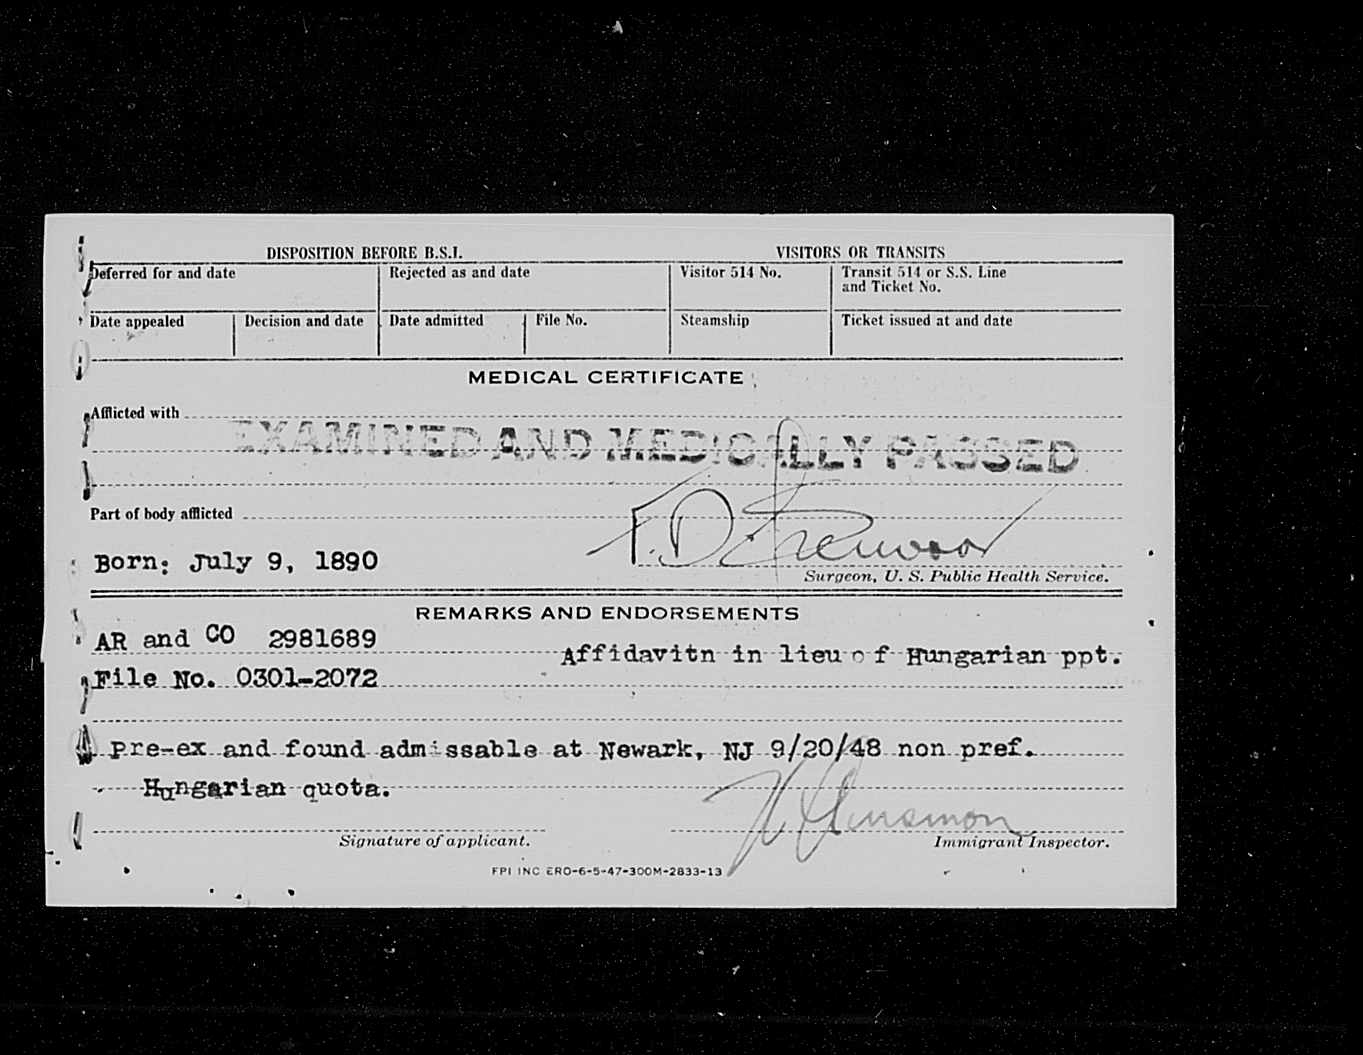 DISPOSITION BEFORE B.S.I. VISITORS OR TRANSITS
Deferred for and date Rejected as and date Visitor 514 No. Transit 514 or S.S. Line
and Ticket No.
Date appealed Decision and date Date admitted File No. Steamship Ticket issued at and date
MEDICAL CERTIFICATE
Afflicted with
EXAMINED AND MEDICALLY PASSED
Part of body afflicted
Born: July 9, 1890
Surgeon, U. S. Public Health Service.
REMARKS AND ENDORSEMENTS
AR and CO 2981689
Affidavitn in lieu of Hungarian ppt.
File No. 0301-2072
Pre-ex and found admissable at Newark, NJ 9/20/48 non pref.
Hungarian quota.
Signature of applicant. Immigrant Inspector.
FPI INC ERO-6-5-47-300M-2833-13